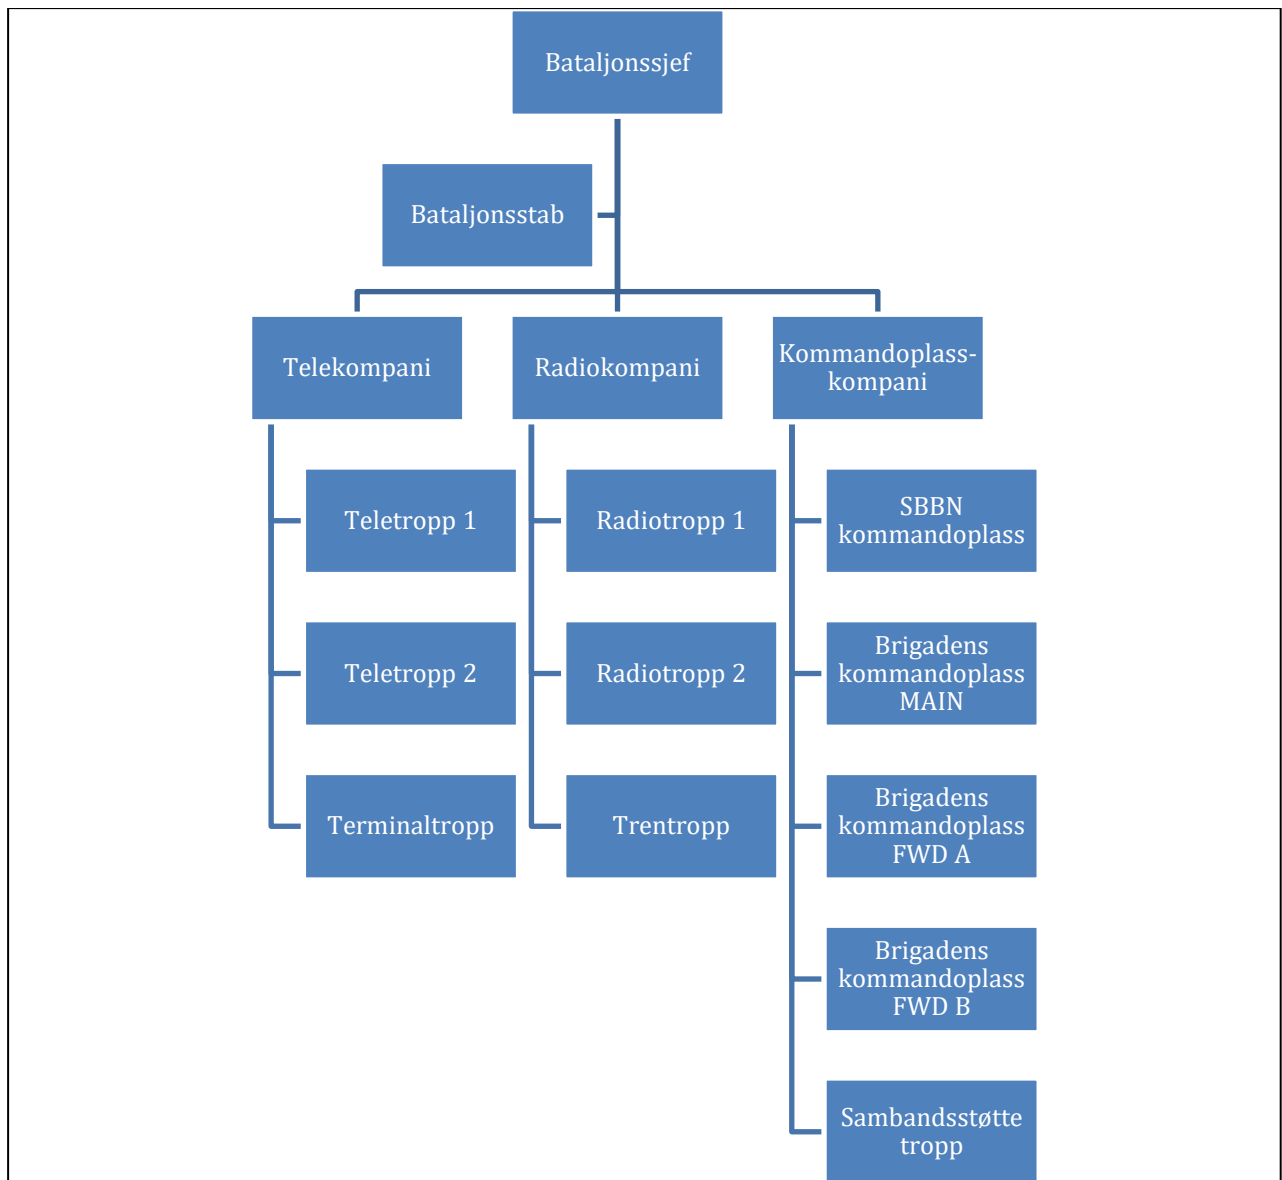 Bataljonssjef
Bataljonsstab
Telekompani
Radiokompani
Kommandoplass-
kompani
Teletropp 1
Radiotropp 1
SBBN
kommandoplass
Teletropp 2
Radiotropp 2
Brigadens
kommandoplass
MAIN
Terminaltropp
Trentropp
Brigadens
kommandoplass
FWD A
Brigadens
kommandoplass
FWD B
Sambandsstøtte
tropp